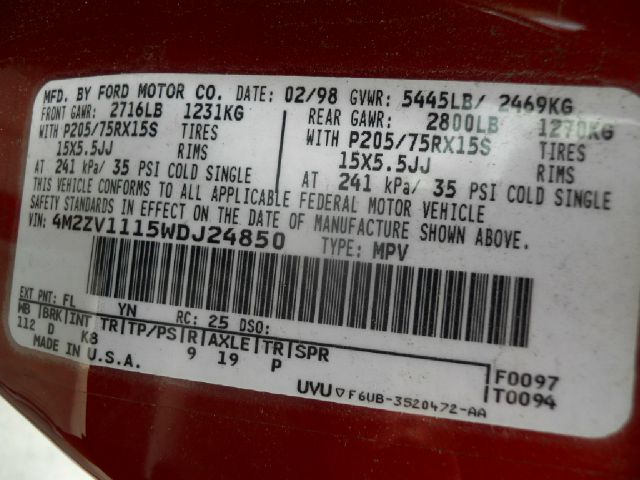 MFD. BY FORD MOTOR CO. DATE: 02/98 GVWR: 5445LB/ 2469KG
FRONT GAWR: 2716LB 1231KG REAR GAWR: 2800LB 1270KG
WITH P205/75RX15S TIRES WITH P205/75RX15S TIRES
15X5.5JJ RIMS 15X5.5JJ RIMS
AT 241 kPa/ 35 PSI COLD SINGLE AT 241 kPa/ 35 PSI COLD SINGLE
THIS VEHICLE CONFORMS TO ALL APPLICABLE FEDERAL MOTOR VEHICLE
SAFETY STANDARDS IN EFFECT ON THE DATE OF MANUFACTURE SHOWN ABOVE.
VIN: 4M2ZV1115WDJ24850 TYPE: MPV
EXT PNT: FL YN RC: 25 DSO:
WB BRK INT TR TP/PS R AXLE TR SPR
112 D K8 9 19 P F0097
MADE IN U.S.A. T0094
UVU ▽ F6UB-3520472-AA